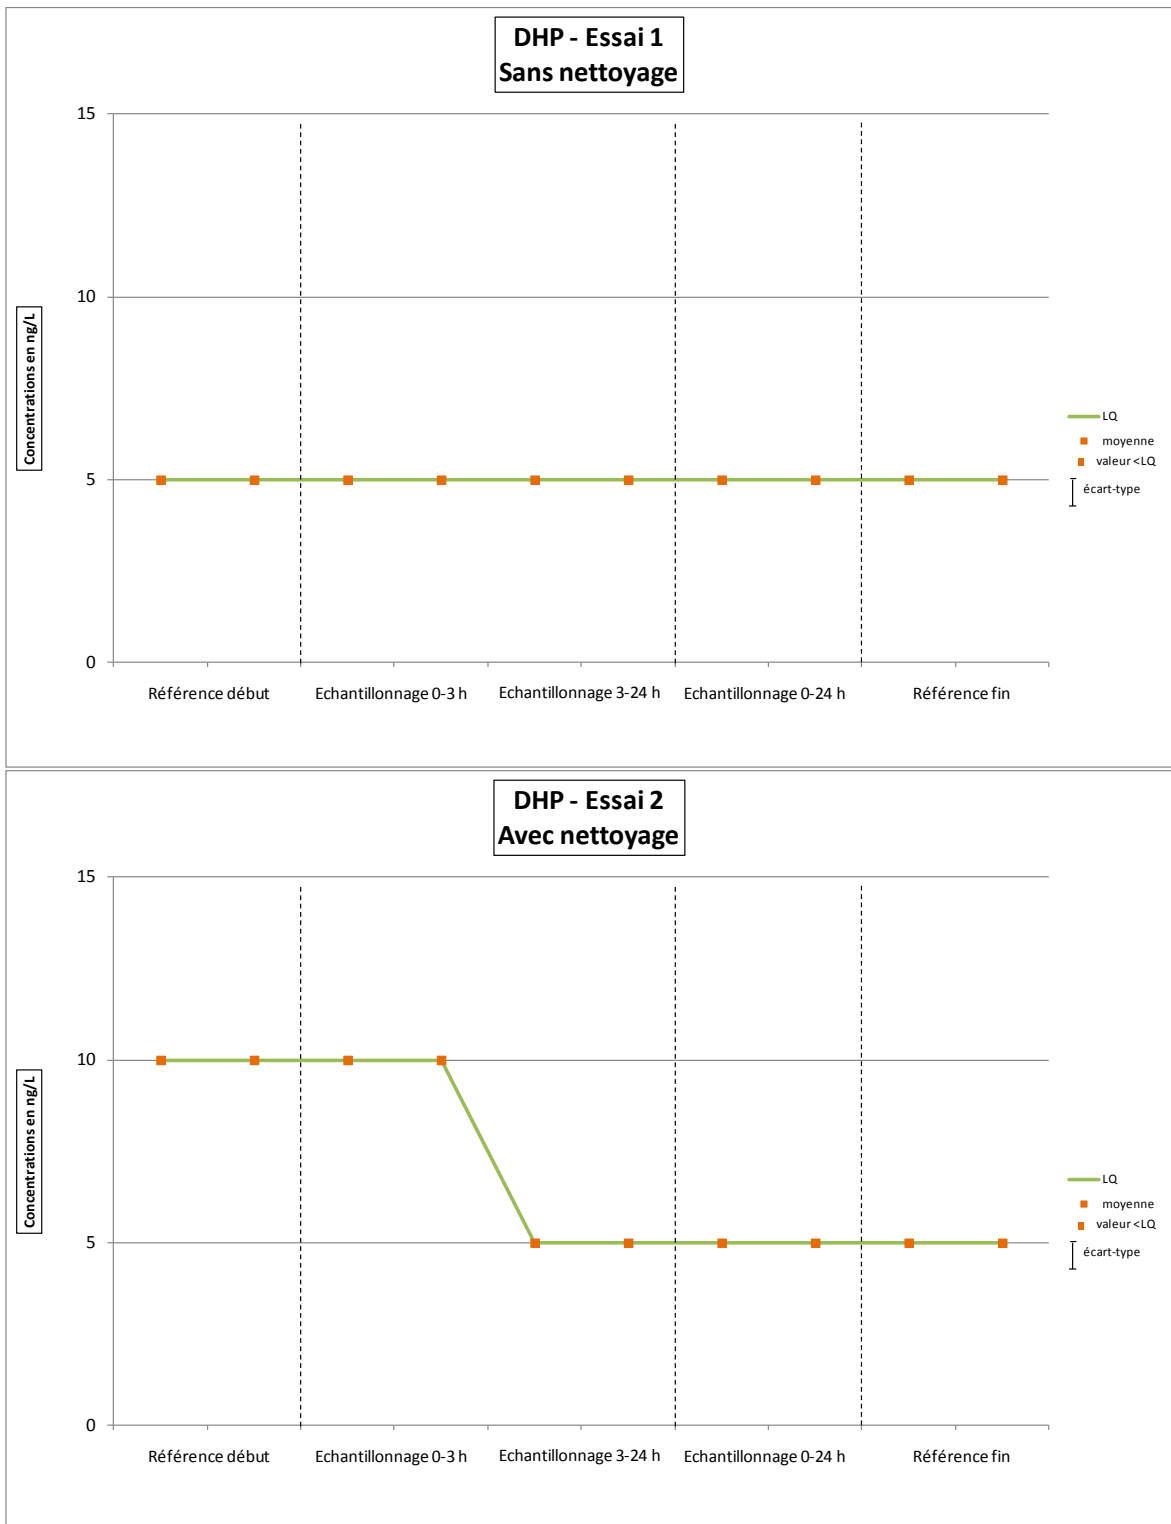 DHP - Essai 1
Sans nettoyage
15
10
5
0
Concentrations en ng/L
Référence début
Echantillonnage 0-3 h
Echantillonnage 3-24 h
Echantillonnage 0-24 h
Référence fin
LQ
moyenne
valeur <LQ
écart-type
DHP - Essai 2
Avec nettoyage
15
10
5
0
Concentrations en ng/L
Référence début
Echantillonnage 0-3 h
Echantillonnage 3-24 h
Echantillonnage 0-24 h
Référence fin
LQ
moyenne
valeur <LQ
écart-type